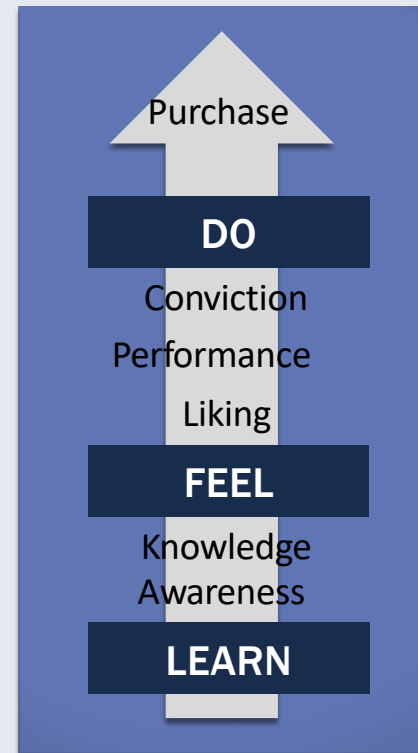 Purchase
DO
Conviction
Performance
Liking
FEEL
Knowledge
Awareness
LEARN